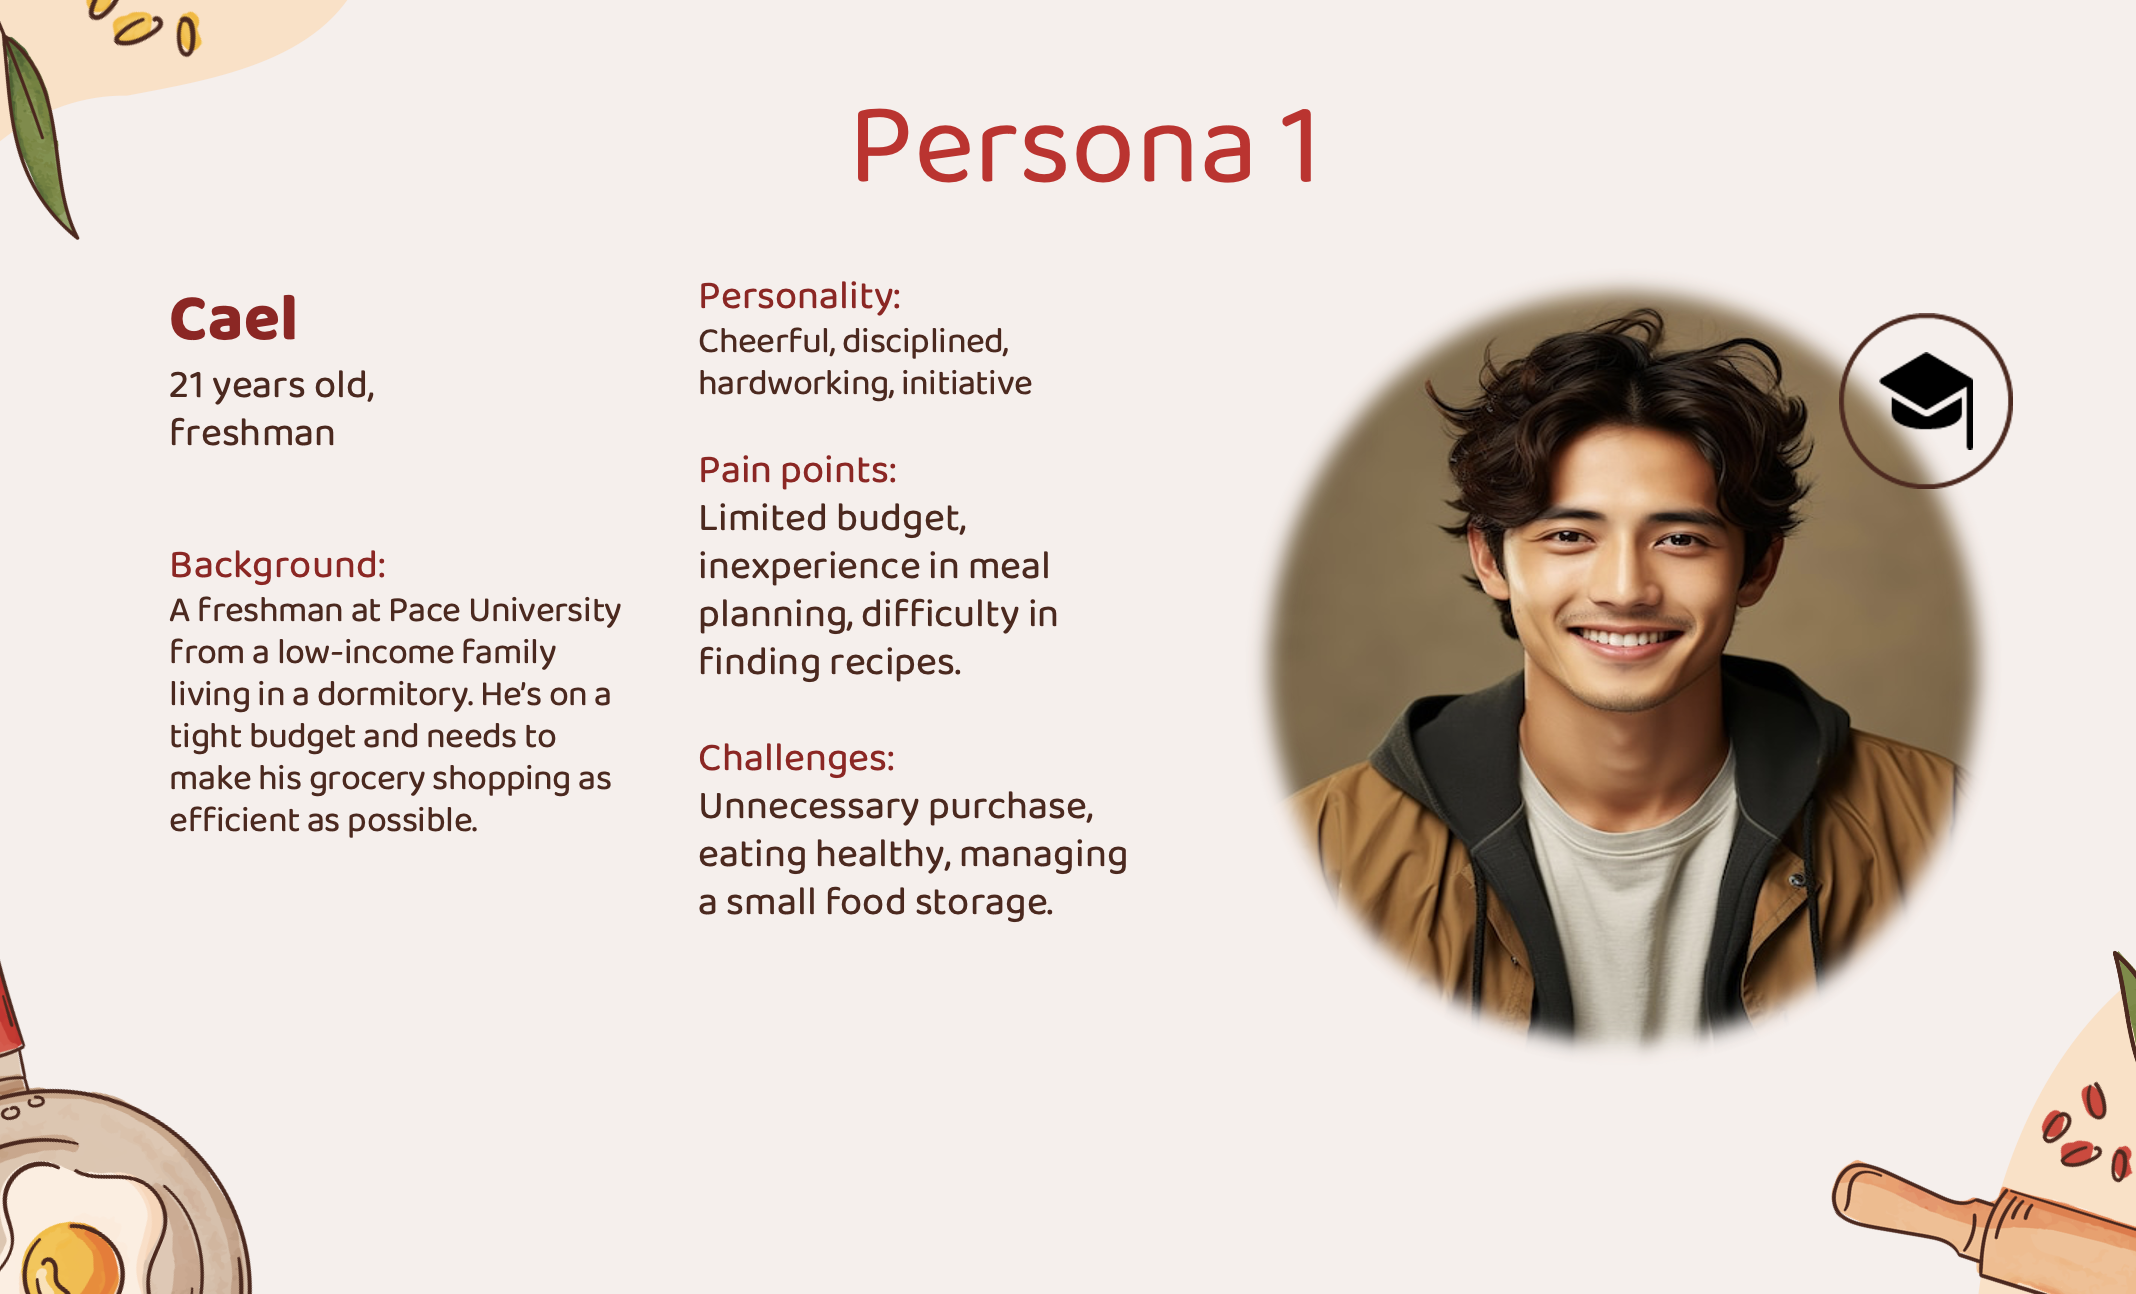 Persona 1
Cael
21 years old,
freshman
Background:
A freshman at Pace University
from a low-income family
living in a dormitory. He's on a
tight budget and needs to
make his grocery shopping as
efficient as possible.
Personality:
Cheerful, disciplined,
hardworking, initiative
Pain points:
Limited budget,
inexperience in meal
planning, difficulty in
finding recipes.
Challenges:
Unnecessary purchase,
eating healthy, managing
a small food storage.